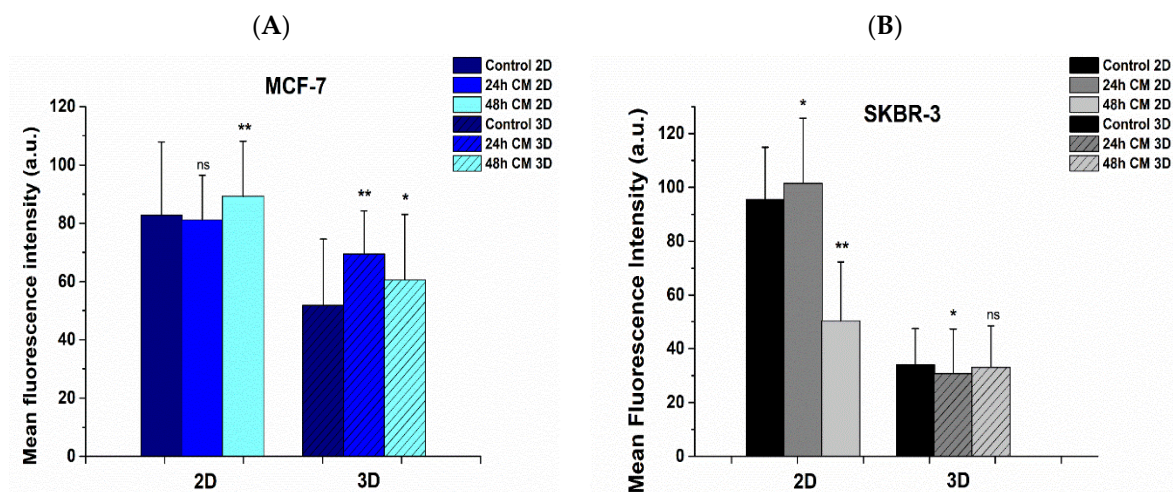 (A)
MCF-7
Control 2D
24h CM 2D
48h CM 2D
Control 3D
24h CM 3D
48h CM 3D
Mean fluorescence intensity (a.u.)
120
100
80
60
40
20
0
ns
**
**
*
2D
3D
(B)
SKBR-3
Control 2D
24h CM 2D
48h CM 2D
Control 3D
24h CM 3D
48h CM 3D
Mean Fluorescence Intensity (a.u.)
120
100
80
60
40
20
0
*
**
*
ns
2D
3D